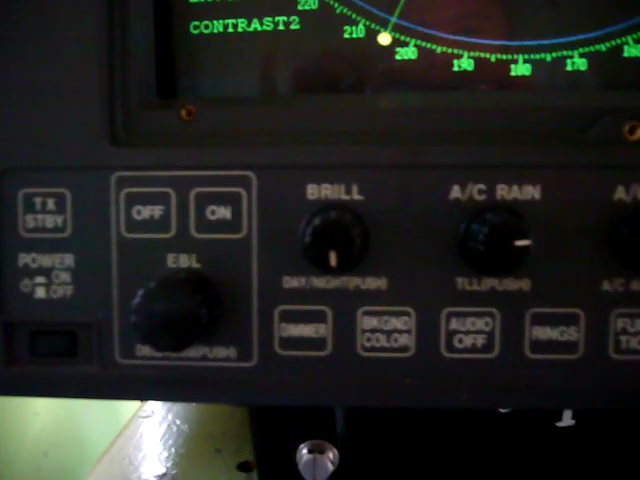 220
CONTRAST2
210
200
190
180
170
TX
STBY
OFF
ON
BRILL
A/C RAIN
POWER
ON
OFF
EBL
DAY/NIGHT(PUSH)
TLL(PUSH)
DIMMER
BKGND
COLOR
AUDIO
OFF
RINGS